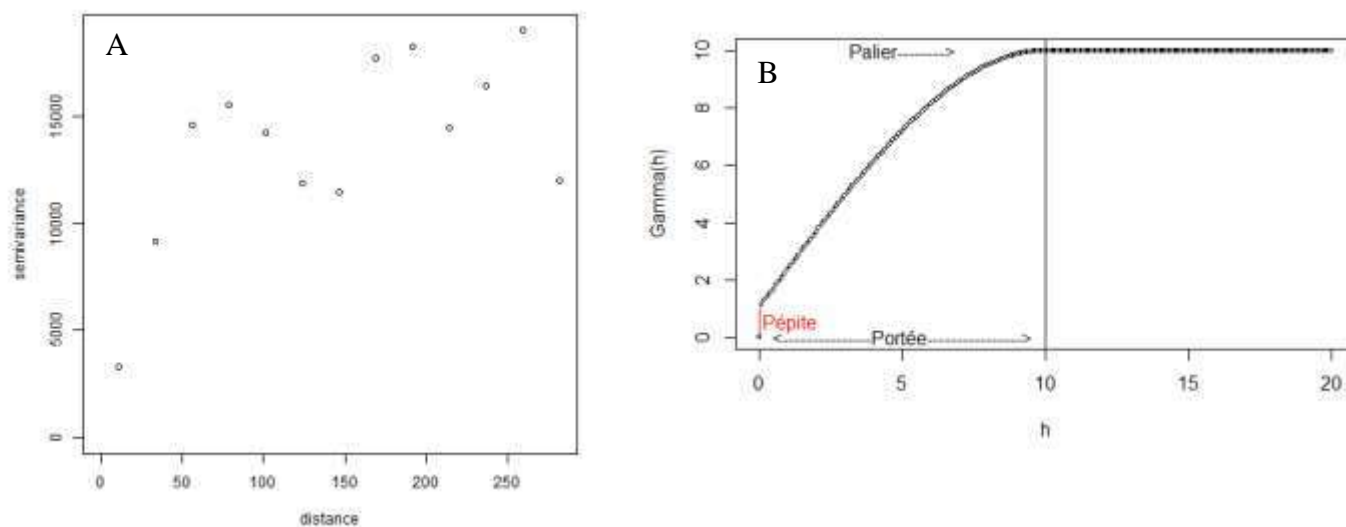 A
semivariance
15000
10000
5000
0
0 50 100 150 200 250
distance
B
Palier
Gamma(h)
10
8
6
4
2
0
Pépite
Portée
0 5 10 15 20
h